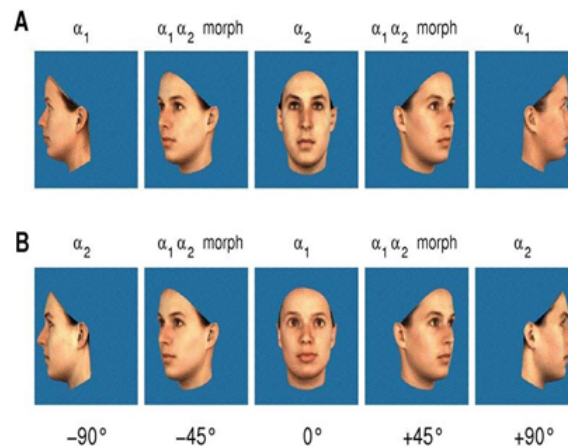 A
α₁ α₁ α₂ morph α₂ α₁ α₂ morph α₁
B
α₂ α₁ α₂ morph α₁ α₁ α₂ morph α₂
−90° −45° 0° +45° +90°